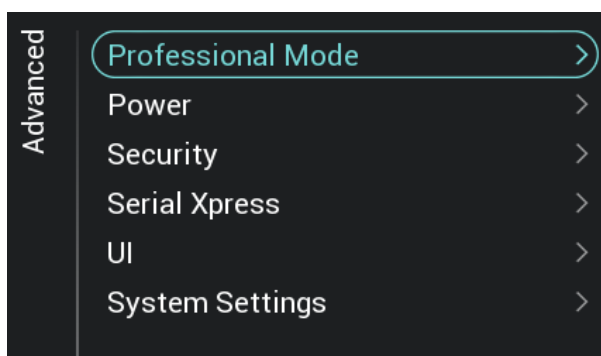 Advanced
Professional Mode
Power
Security
Serial Xpress
UI
System Settings